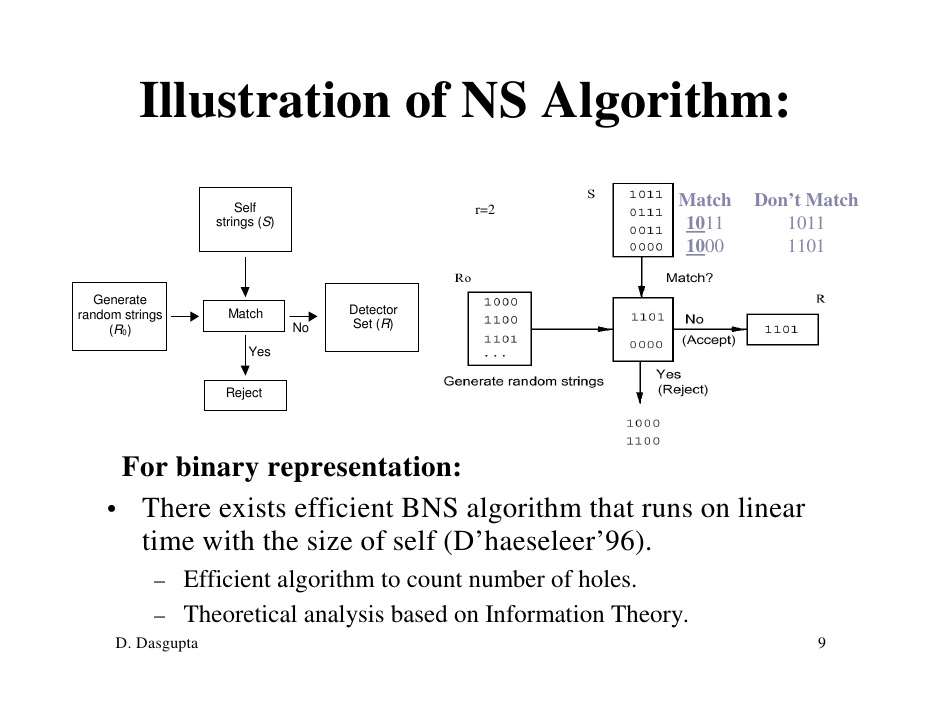 Illustration of NS Algorithm:
Self
strings (S)
Generate
random strings
(R0)
Match
No
Detector
Set (R)
Yes
Reject
r=2
S
1011
0111
0011
0000
Match Don't Match
1011 1011
1000 1101
Match?
Ro
1000
1100
1101
...
Generate random strings
1101
0000
No
(Accept)
R
1101
Yes
(Reject)
1000
1100
For binary representation:
• There exists efficient BNS algorithm that runs on linear
time with the size of self (D'haeseleer'96).
– Efficient algorithm to count number of holes.
– Theoretical analysis based on Information Theory.
D. Dasgupta
9